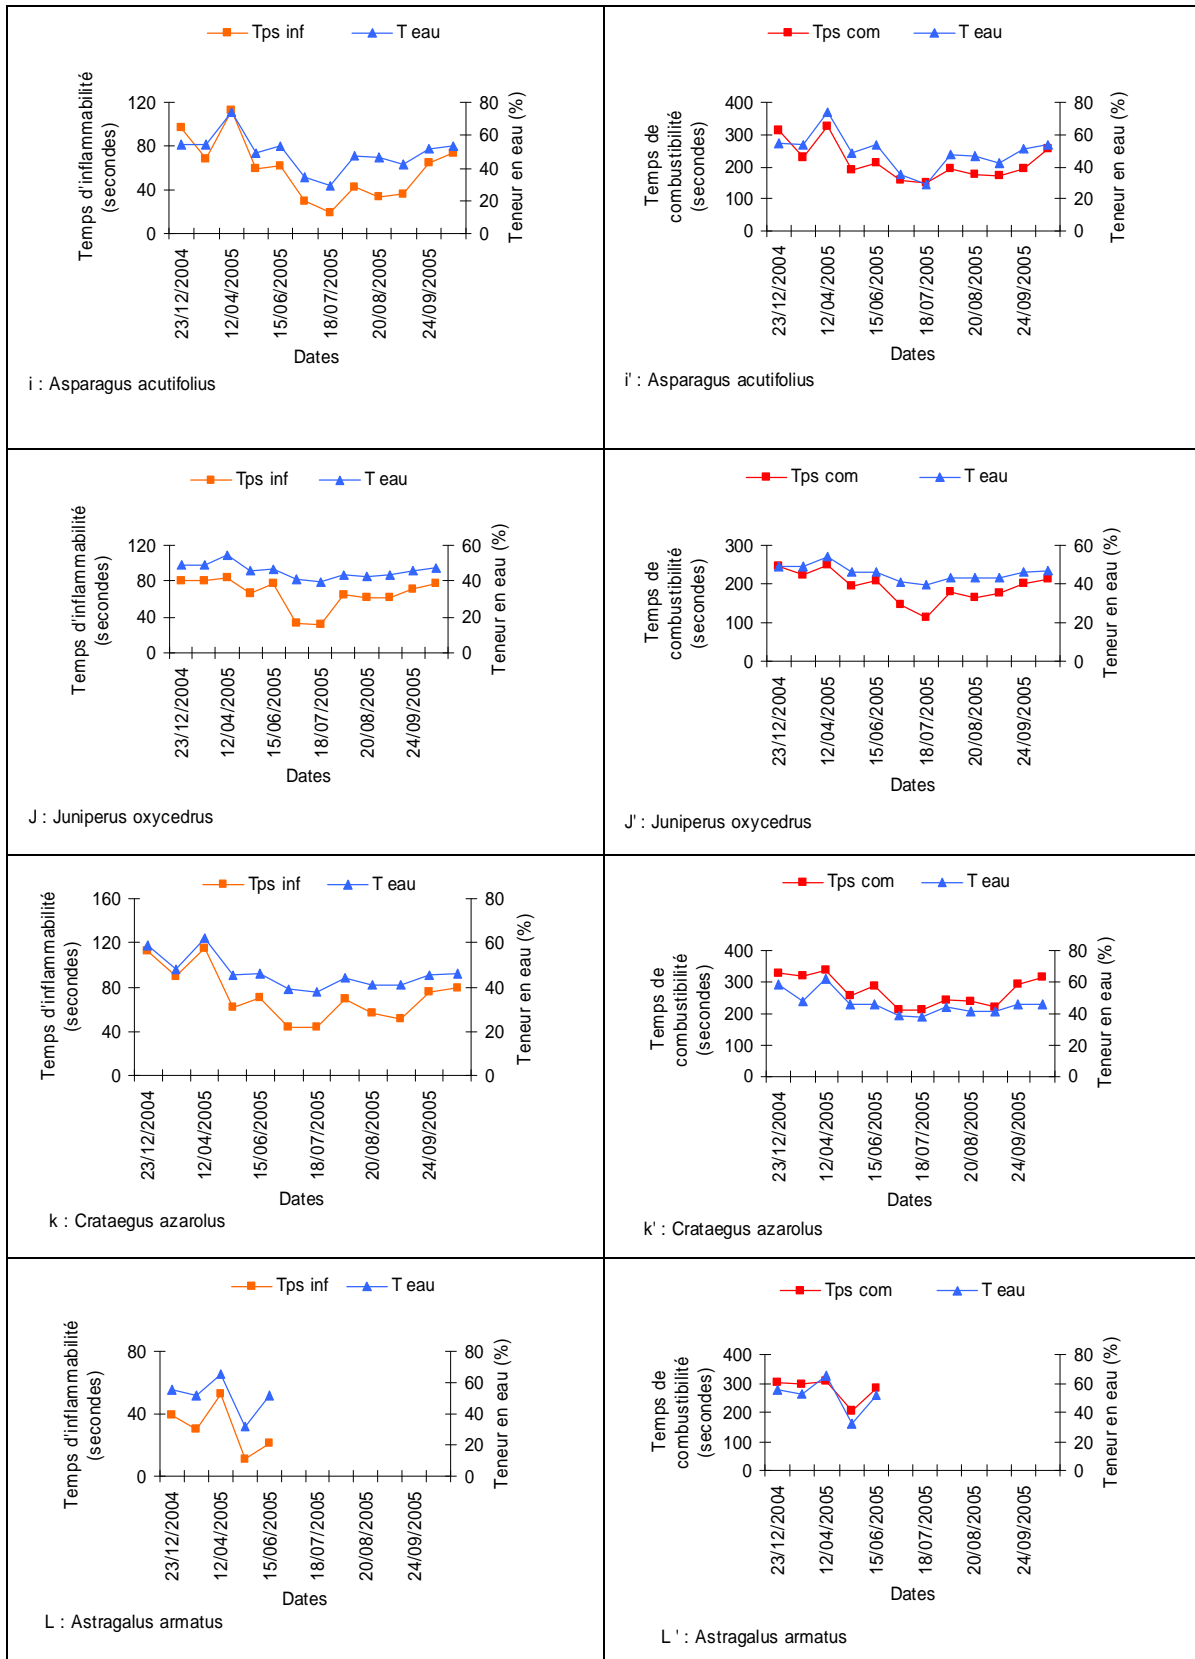 Tps inf T eau
Temps d'inflammabilité
(secondes)
120
80
40
0
80
60
40
20
0
Teneur en eau (%)
23/12/2004
12/04/2005
15/06/2005
18/07/2005
20/08/2005
24/09/2005
Dates
i : Asparagus acutifolius
Tps com T eau
Temps de
combustibilité
(secondes)
400
300
200
100
0
80
60
40
20
0
Teneur en eau (%)
23/12/2004
12/04/2005
15/06/2005
18/07/2005
20/08/2005
24/09/2005
Dates
i' : Asparagus acutifolius
Tps inf T eau
Temps d'inflammabilité
(secondes)
120
80
40
0
60
40
20
0
Teneur en eau (%)
23/12/2004
12/04/2005
15/06/2005
18/07/2005
20/08/2005
24/09/2005
Dates
J : Juniperus oxycedrus
Tps com T eau
Temps de
combustibilité
(secondes)
300
200
100
0
60
40
20
0
Teneur en eau (%)
23/12/2004
12/04/2005
15/06/2005
18/07/2005
20/08/2005
24/09/2005
Dates
J' : Juniperus oxycedrus
Tps inf T eau
Temps d'inflammabilité
(secondes)
160
120
80
40
0
80
60
40
20
0
Teneur en eau (%)
23/12/2004
12/04/2005
15/06/2005
18/07/2005
20/08/2005
24/09/2005
Dates
k : Crataegus azarolus
Tps com T eau
Temps de
combustibilité
(secondes)
400
300
200
100
0
80
60
40
20
0
Teneur en eau (%)
23/12/2004
12/04/2005
15/06/2005
18/07/2005
20/08/2005
24/09/2005
Dates
k' : Crataegus azarolus
Tps inf T eau
Temps d'inflammabilité
(secondes)
80
40
0
80
60
40
20
0
Teneur en eau (%)
23/12/2004
12/04/2005
15/06/2005
18/07/2005
20/08/2005
24/09/2005
Dates
L : Astragalus armatus
Tps com T eau
Temps de
combustibilité
(secondes)
400
300
200
100
0
80
60
40
20
0
Teneur en eau (%)
23/12/2004
12/04/2005
15/06/2005
18/07/2005
20/08/2005
24/09/2005
Dates
L ' : Astragalus armatus